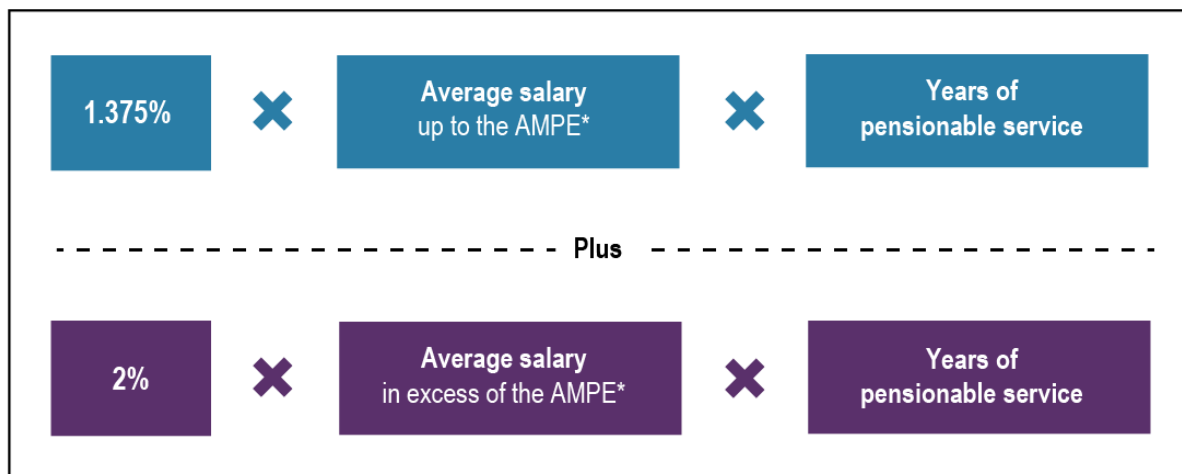 1.375%
Average salary
up to the AMPE*
Years of
pensionable service
Plus
2%
Average salary
in excess of the AMPE*
Years of
pensionable service